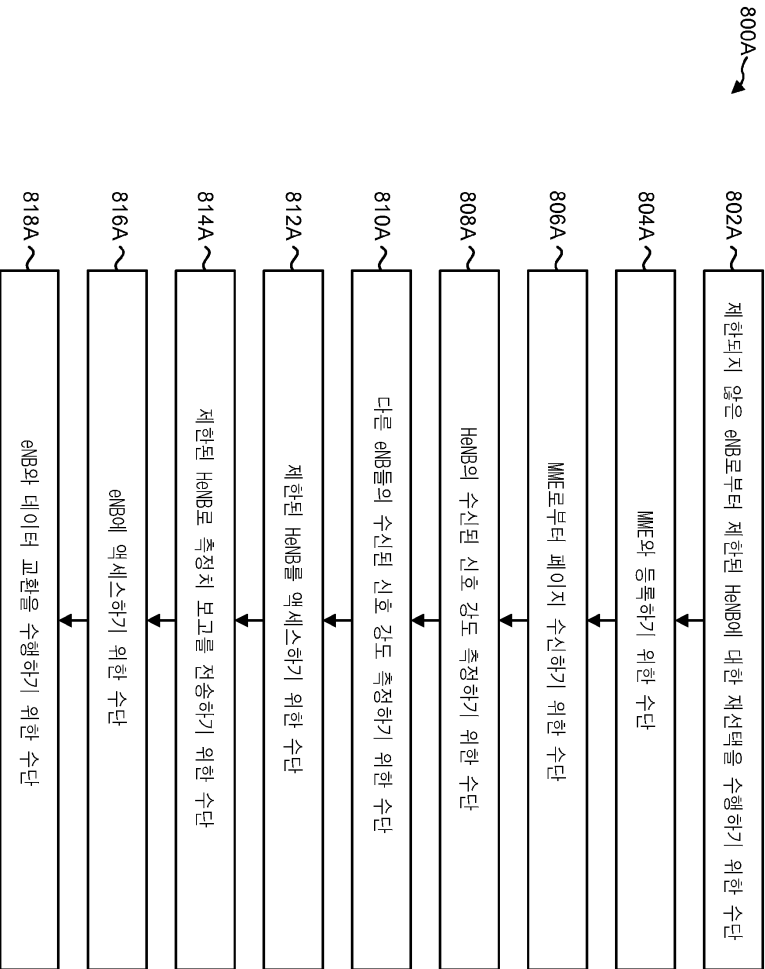 800A
802A
제한되지 않은 eNB로부터 제한된 HeNB에 대한 재선택을 수행하기 위한 수단
804A
MME와 등록하기 위한 수단
806A
MME로부터 페이지 수신하기 위한 수단
808A
HeNB의 수신된 신호 강도 측정하기 위한 수단
810A
다른 eNB들의 수신된 신호 강도 측정하기 위한 수단
812A
제한된 HeNB를 액세스하기 위한 수단
814A
제한된 HeNB로 측정치 보고를 전송하기 위한 수단
816A
eNB에 액세스하기 위한 수단
818A
eNB와 데이터 교환을 수행하기 위한 수단